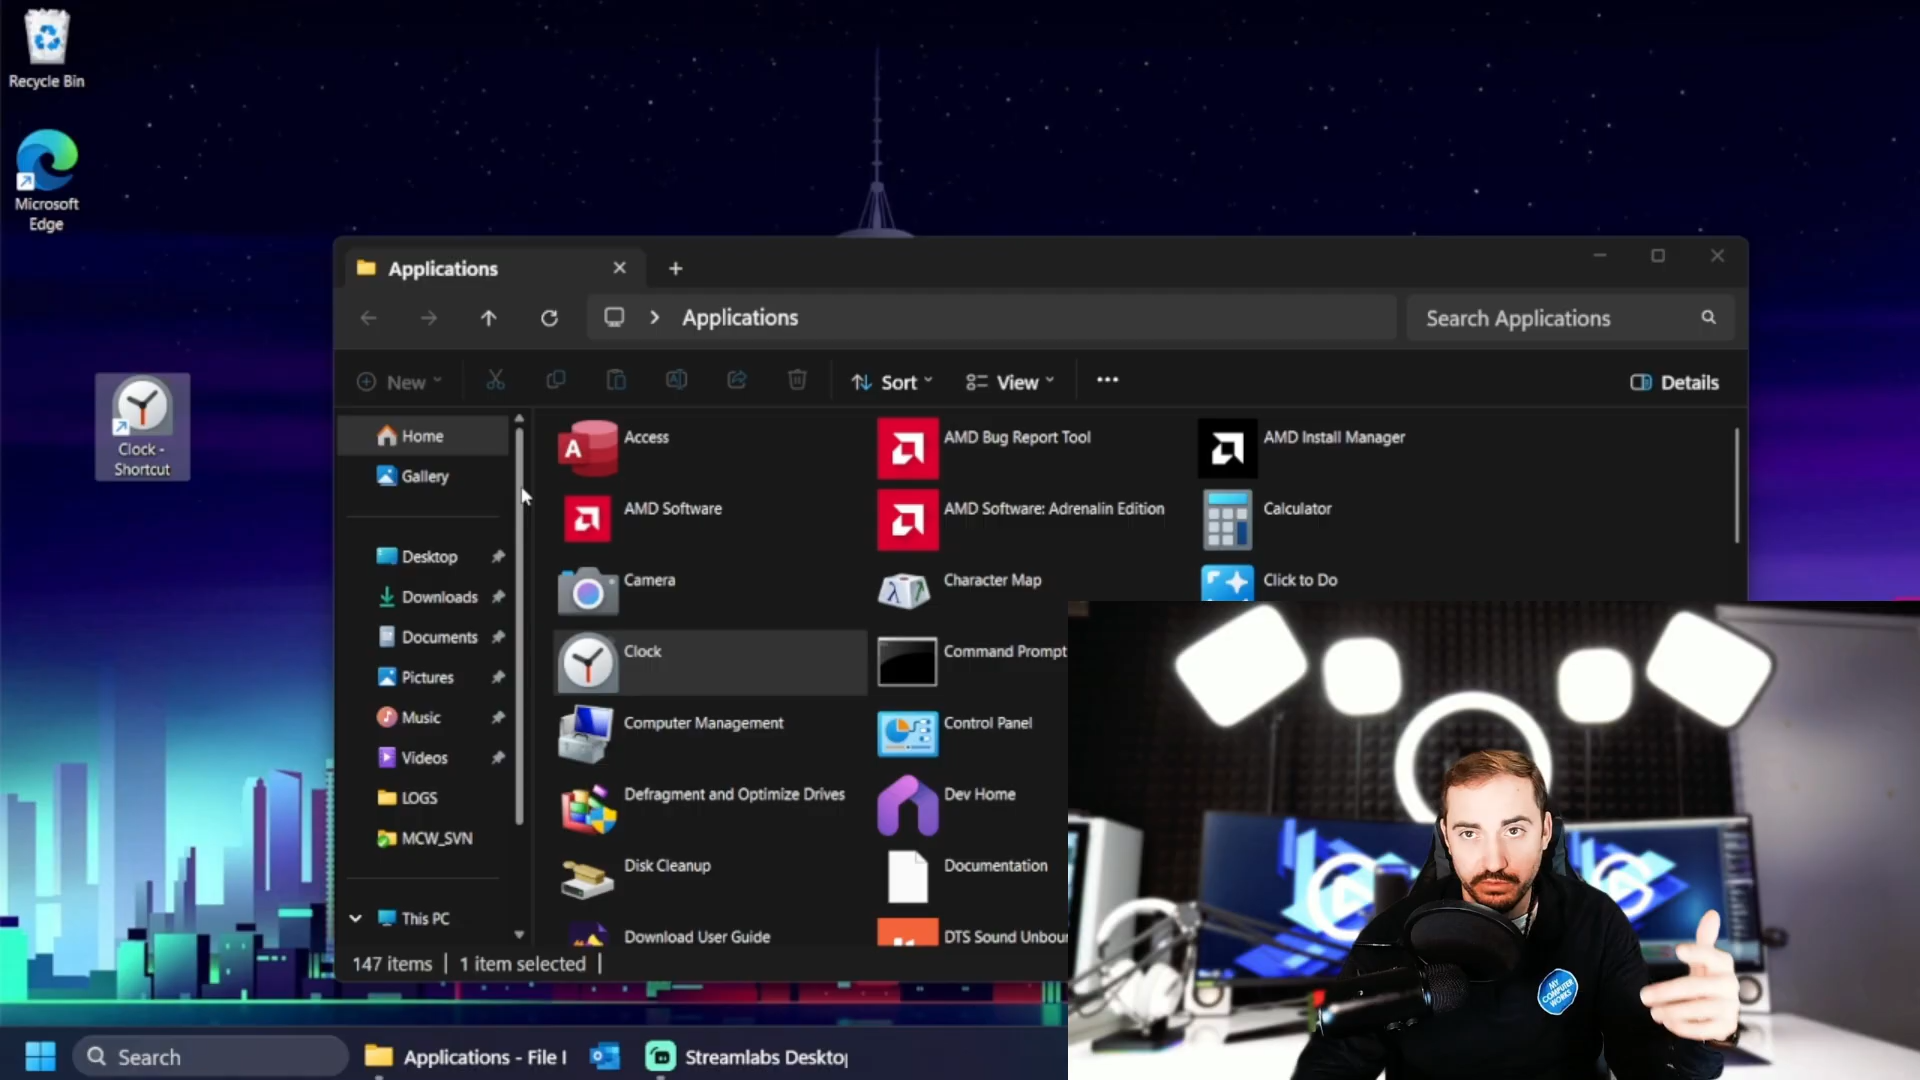 Recycle Bin
Microsoft
Edge
Clock -
Shortcut
Applications
Applications
Search Applications
New
Sort
View
Details
Home
Gallery
Desktop
Downloads
Documents
Pictures
Music
Videos
LOGS
MCW_SVN
This PC
A
Access
AMD Bug Report Tool
AMD Install Manager
AMD Software
AMD Software: Adrenalin Edition
Calculator
Camera
Character Map
Click to Do
Clock
Command Prompt
Computer Management
Control Panel
Defragment and Optimize Drives
Dev Home
Disk Cleanup
Documentation
Download User Guide
DTS Sound Unbou
147 items
1 item selected
MY
COMPUTER
WORKS
Search
Applications - File
Streamlabs Deskto